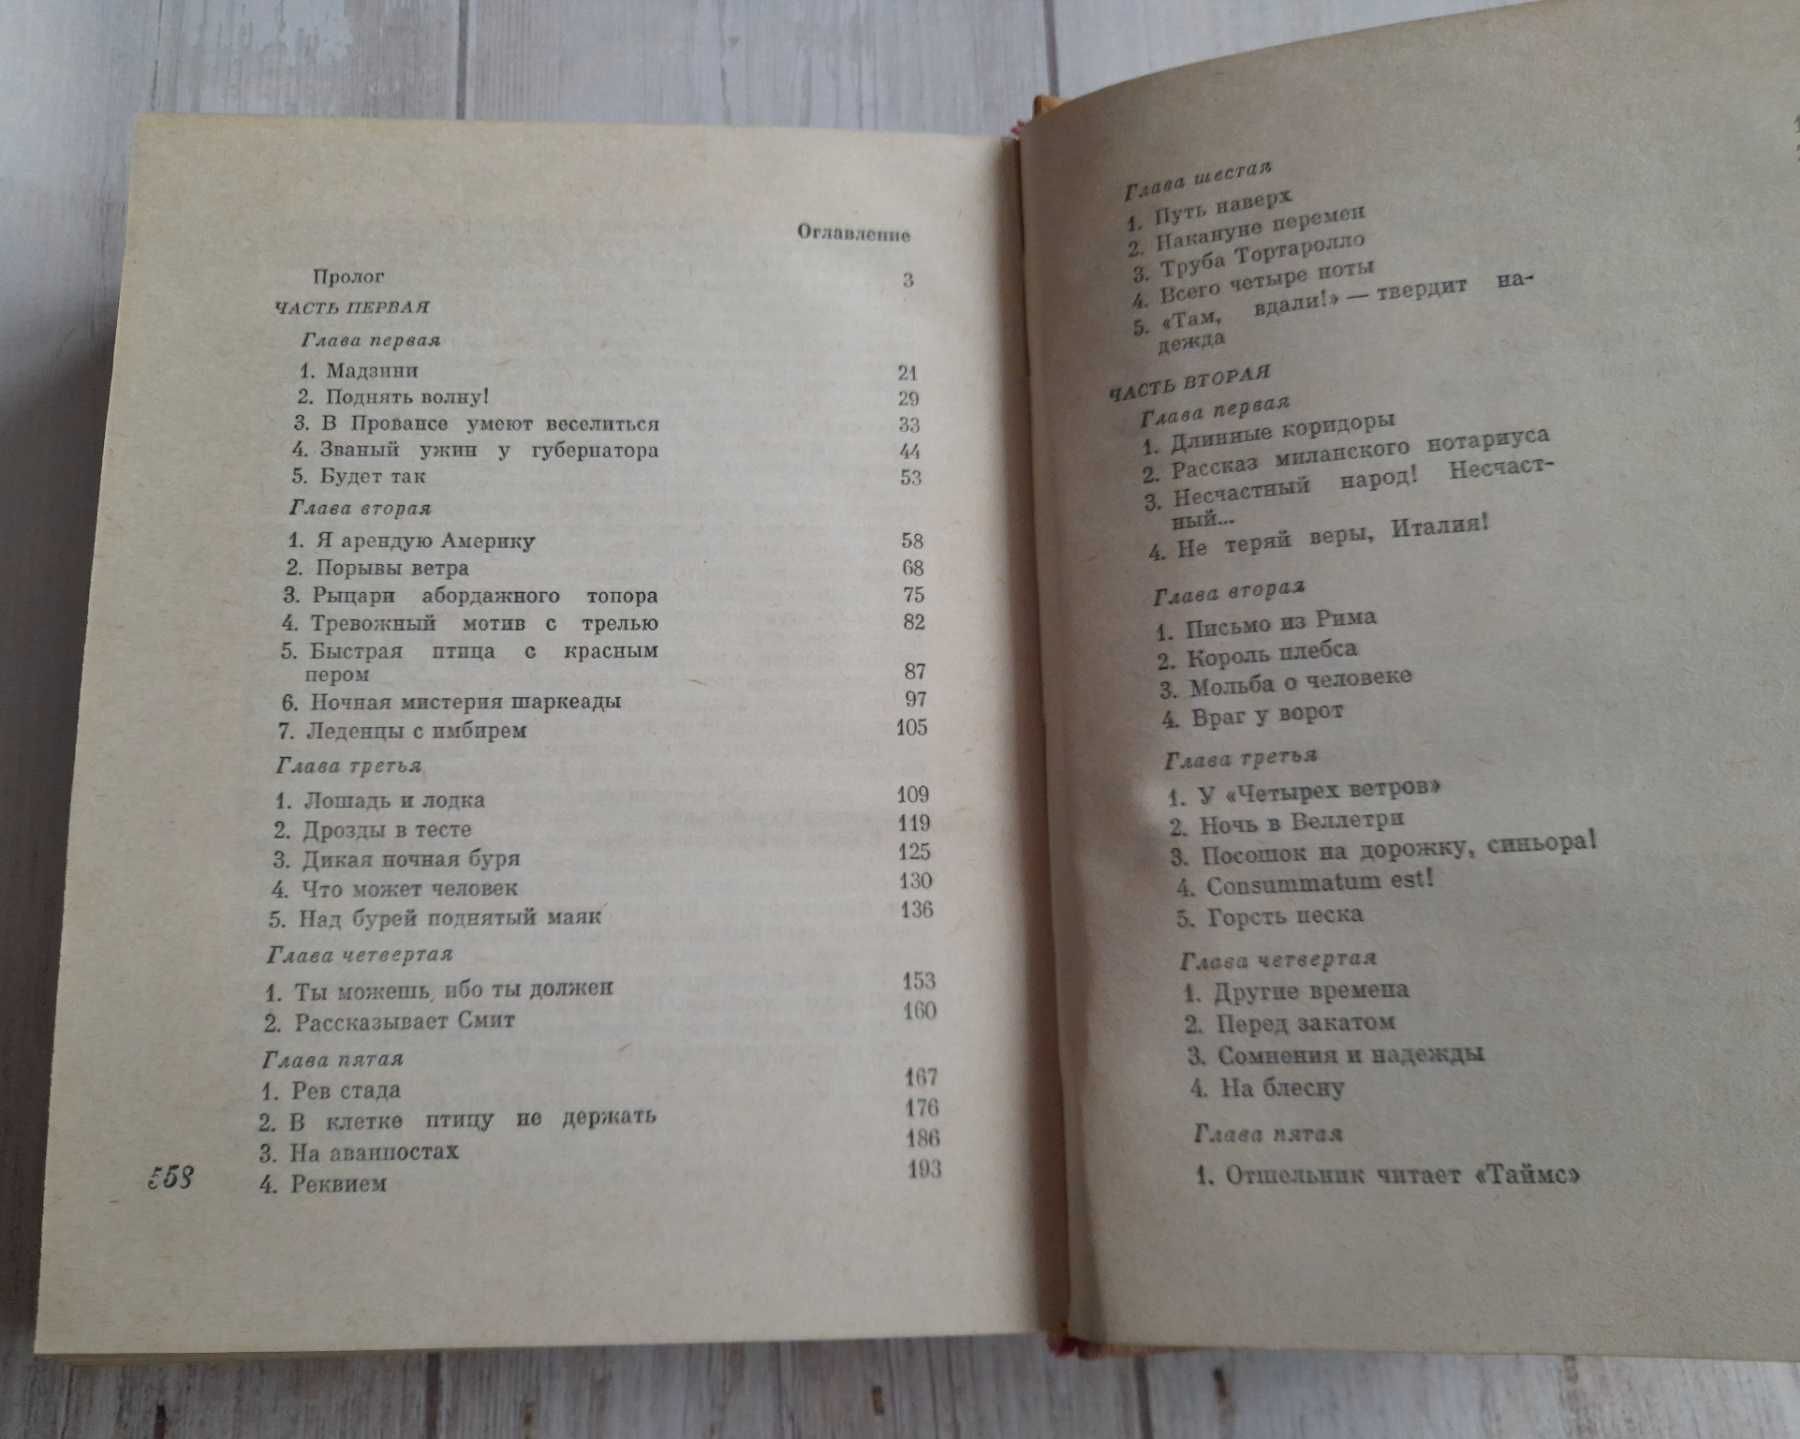 Оглавление
Пролог 3
ЧАСТЬ ПЕРВАЯ
Глава первая
1. Мадзини 21
2. Поднять волну! 29
3. В Провансе умеют веселиться 33
4. Званый ужин у губернатора 44
5. Будет так 53
Глава вторая
1. Я арендую Америку 58
2. Порывы ветра 68
3. Рыцари абордажного топора 75
4. Тревожный мотив с трелью 82
5. Быстрая птица с красным
пером 87
6. Ночная мистерия шаркеады 97
7. Леденцы с имбирем 105
Глава третья
1. Лошадь и лодка 109
2. Дрозды в тесте 119
3. Дикая ночная буря 125
4. Что может человек 130
5. Над бурей поднятый маяк 136
Глава четвертая
1. Ты можешь, ибо ты должен 153
2. Рассказывает Смит 160
Глава пятая
1. Рев стада 167
2. В клетке птицу не держать 176
3. На аванпостах 186
4. Реквием 193
558
Глава шестая
1. Путь наверх
2. Накануне перемен
3. Труба Тортаролло
4. Всего четыре ноты
5. «Там, вдали!» — твердит на-
дежда
ЧАСТЬ ВТОРАЯ
Глава первая
1. Длинные коридоры
2. Рассказ миланского нотариуса
3. Несчастный народ! Несчаст-
ный...
4. Не теряй веры, Италия!
Глава вторая
1. Письмо из Рима
2. Король плебса
3. Мольба о человеке
4. Враг у ворот
Глава третья
1. У «Четырех ветров»
2. Ночь в Веллетри
3. Посошок на дорожку, синьора!
4. Consummatum est!
5. Горсть песка
Глава четвертая
1. Другие времена
2. Перед закатом
3. Сомнения и надежды
4. На блесну
Глава пятая
1. Отшельник читает «Таймс»